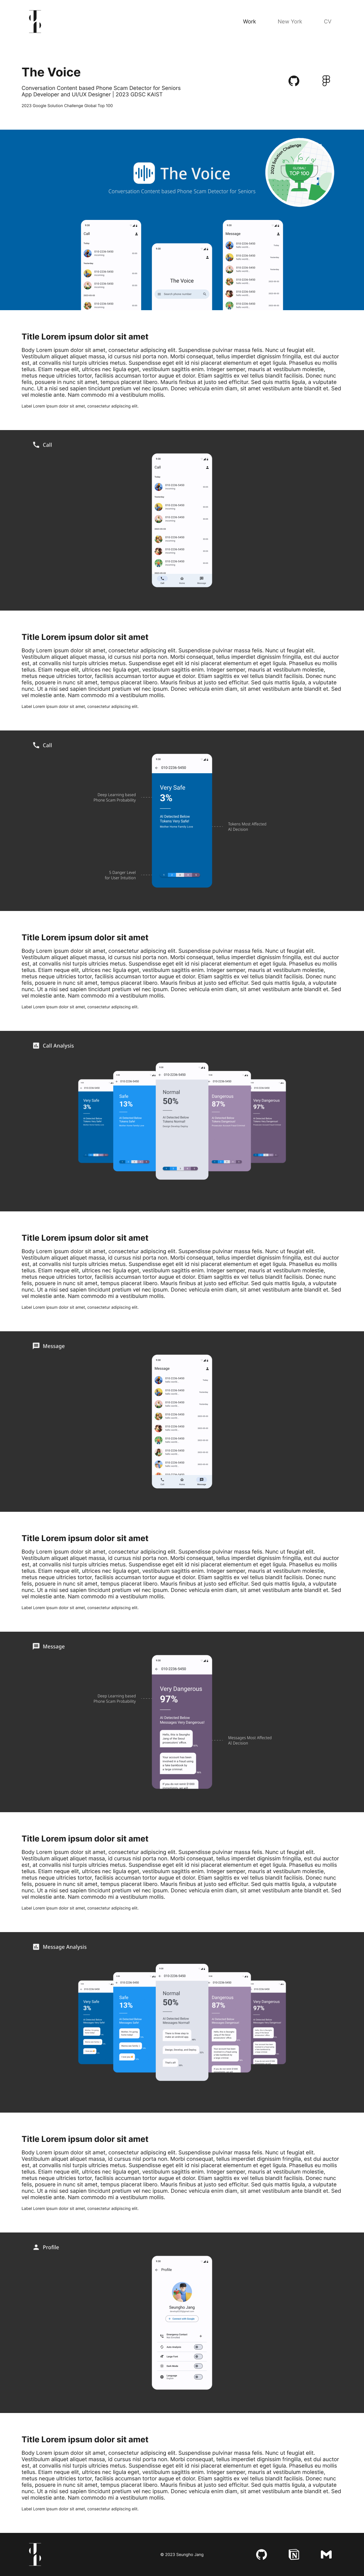 Work
New York
CV
The Voice
Conversation Content based Phone Scam Detector for Seniors
App Developer and UI/UX Designer | 2023 GDSC KAIST
2023 Google Solution Challenge Global Top 100
The Voice
Conversation Content based Phone Scam Detector for Seniors
2023 Solution Challenge
GLOBAL
TOP 100
Call
The Voice
Message
Title Lorem ipsum dolor sit amet
Body Lorem ipsum dolor sit amet, consectetur adipiscing elit. Suspendisse pulvinar massa felis. Nunc ut feugiat elit.
Vestibulum aliquet aliquet massa, id cursus nisl porta non. Morbi consequat, tellus imperdiet dignissim fringilla, est dui auctor
est, at convallis nisl turpis ultricies metus. Suspendisse eget elit id nisi placerat elementum et eget ligula. Phasellus eu mollis
tellus. Etiam neque elit, ultrices nec ligula eget, vestibulum sagittis enim. Integer semper, mauris at vestibulum molestie,
metus neque ultricies tortor, facilisis accumsan tortor augue et dolor. Etiam sagittis ex vel tellus blandit facilisis. Donec nunc
felis, posuere in nunc sit amet, tempus placerat libero. Mauris finibus at justo sed efficitur. Sed quis mattis ligula, a vulputate
nunc. Ut a nisl sed sapien tincidunt pretium vel nec ipsum. Donec vehicula enim diam, sit amet vestibulum ante blandit et. Sed
vel molestie ante. Nam commodo mi a vestibulum mollis.
Label Lorem ipsum dolor sit amet, consectetur adipiscing elit.
Call
Call
Title Lorem ipsum dolor sit amet
Body Lorem ipsum dolor sit amet, consectetur adipiscing elit. Suspendisse pulvinar massa felis. Nunc ut feugiat elit.
Vestibulum aliquet aliquet massa, id cursus nisl porta non. Morbi consequat, tellus imperdiet dignissim fringilla, est dui auctor
est, at convallis nisl turpis ultricies metus. Suspendisse eget elit id nisi placerat elementum et eget ligula. Phasellus eu mollis
tellus. Etiam neque elit, ultrices nec ligula eget, vestibulum sagittis enim. Integer semper, mauris at vestibulum molestie,
metus neque ultricies tortor, facilisis accumsan tortor augue et dolor. Etiam sagittis ex vel tellus blandit facilisis. Donec nunc
felis, posuere in nunc sit amet, tempus placerat libero. Mauris finibus at justo sed efficitur. Sed quis mattis ligula, a vulputate
nunc. Ut a nisl sed sapien tincidunt pretium vel nec ipsum. Donec vehicula enim diam, sit amet vestibulum ante blandit et. Sed
vel molestie ante. Nam commodo mi a vestibulum mollis.
Label Lorem ipsum dolor sit amet, consectetur adipiscing elit.
Call
Very Safe
3%
AI Detected Below
Tokens Very Safe!
Deep Learning based
Phone Scam Probability
Tokens Most Affected
AI Decision
5 Danger Level
for User Intuition
Title Lorem ipsum dolor sit amet
Body Lorem ipsum dolor sit amet, consectetur adipiscing elit. Suspendisse pulvinar massa felis. Nunc ut feugiat elit.
Vestibulum aliquet aliquet massa, id cursus nisl porta non. Morbi consequat, tellus imperdiet dignissim fringilla, est dui auctor
est, at convallis nisl turpis ultricies metus. Suspendisse eget elit id nisi placerat elementum et eget ligula. Phasellus eu mollis
tellus. Etiam neque elit, ultrices nec ligula eget, vestibulum sagittis enim. Integer semper, mauris at vestibulum molestie,
metus neque ultricies tortor, facilisis accumsan tortor augue et dolor. Etiam sagittis ex vel tellus blandit facilisis. Donec nunc
felis, posuere in nunc sit amet, tempus placerat libero. Mauris finibus at justo sed efficitur. Sed quis mattis ligula, a vulputate
nunc. Ut a nisl sed sapien tincidunt pretium vel nec ipsum. Donec vehicula enim diam, sit amet vestibulum ante blandit et. Sed
vel molestie ante. Nam commodo mi a vestibulum mollis.
Label Lorem ipsum dolor sit amet, consectetur adipiscing elit.
Call Analysis
Very Safe
3%
Safe
13%
Normal
50%
Dangerous
87%
Very Dangerous
97%
Title Lorem ipsum dolor sit amet
Body Lorem ipsum dolor sit amet, consectetur adipiscing elit. Suspendisse pulvinar massa felis. Nunc ut feugiat elit.
Vestibulum aliquet aliquet massa, id cursus nisl porta non. Morbi consequat, tellus imperdiet dignissim fringilla, est dui auctor
est, at convallis nisl turpis ultricies metus. Suspendisse eget elit id nisi placerat elementum et eget ligula. Phasellus eu mollis
tellus. Etiam neque elit, ultrices nec ligula eget, vestibulum sagittis enim. Integer semper, mauris at vestibulum molestie,
metus neque ultricies tortor, facilisis accumsan tortor augue et dolor. Etiam sagittis ex vel tellus blandit facilisis. Donec nunc
felis, posuere in nunc sit amet, tempus placerat libero. Mauris finibus at justo sed efficitur. Sed quis mattis ligula, a vulputate
nunc. Ut a nisl sed sapien tincidunt pretium vel nec ipsum. Donec vehicula enim diam, sit amet vestibulum ante blandit et. Sed
vel molestie ante. Nam commodo mi a vestibulum mollis.
Label Lorem ipsum dolor sit amet, consectetur adipiscing elit.
Message
Message
Title Lorem ipsum dolor sit amet
Body Lorem ipsum dolor sit amet, consectetur adipiscing elit. Suspendisse pulvinar massa felis. Nunc ut feugiat elit.
Vestibulum aliquet aliquet massa, id cursus nisl porta non. Morbi consequat, tellus imperdiet dignissim fringilla, est dui auctor
est, at convallis nisl turpis ultricies metus. Suspendisse eget elit id nisi placerat elementum et eget ligula. Phasellus eu mollis
tellus. Etiam neque elit, ultrices nec ligula eget, vestibulum sagittis enim. Integer semper, mauris at vestibulum molestie,
metus neque ultricies tortor, facilisis accumsan tortor augue et dolor. Etiam sagittis ex vel tellus blandit facilisis. Donec nunc
felis, posuere in nunc sit amet, tempus placerat libero. Mauris finibus at justo sed efficitur. Sed quis mattis ligula, a vulputate
nunc. Ut a nisl sed sapien tincidunt pretium vel nec ipsum. Donec vehicula enim diam, sit amet vestibulum ante blandit et. Sed
vel molestie ante. Nam commodo mi a vestibulum mollis.
Label Lorem ipsum dolor sit amet, consectetur adipiscing elit.
Message
Very Dangerous
97%
AI Detected Below
Messages Very Dangerous!
Deep Learning based
Phone Scam Probability
Messages Most Affected
AI Decision
Title Lorem ipsum dolor sit amet
Body Lorem ipsum dolor sit amet, consectetur adipiscing elit. Suspendisse pulvinar massa felis. Nunc ut feugiat elit.
Vestibulum aliquet aliquet massa, id cursus nisl porta non. Morbi consequat, tellus imperdiet dignissim fringilla, est dui auctor
est, at convallis nisl turpis ultricies metus. Suspendisse eget elit id nisi placerat elementum et eget ligula. Phasellus eu mollis
tellus. Etiam neque elit, ultrices nec ligula eget, vestibulum sagittis enim. Integer semper, mauris at vestibulum molestie,
metus neque ultricies tortor, facilisis accumsan tortor augue et dolor. Etiam sagittis ex vel tellus blandit facilisis. Donec nunc
felis, posuere in nunc sit amet, tempus placerat libero. Mauris finibus at justo sed efficitur. Sed quis mattis ligula, a vulputate
nunc. Ut a nisl sed sapien tincidunt pretium vel nec ipsum. Donec vehicula enim diam, sit amet vestibulum ante blandit et. Sed
vel molestie ante. Nam commodo mi a vestibulum mollis.
Label Lorem ipsum dolor sit amet, consectetur adipiscing elit.
Message Analysis
Very Safe
3%
Safe
13%
Normal
50%
Dangerous
87%
Very Dangerous
97%
Title Lorem ipsum dolor sit amet
Body Lorem ipsum dolor sit amet, consectetur adipiscing elit. Suspendisse pulvinar massa felis. Nunc ut feugiat elit.
Vestibulum aliquet aliquet massa, id cursus nisl porta non. Morbi consequat, tellus imperdiet dignissim fringilla, est dui auctor
est, at convallis nisl turpis ultricies metus. Suspendisse eget elit id nisi placerat elementum et eget ligula. Phasellus eu mollis
tellus. Etiam neque elit, ultrices nec ligula eget, vestibulum sagittis enim. Integer semper, mauris at vestibulum molestie,
metus neque ultricies tortor, facilisis accumsan tortor augue et dolor. Etiam sagittis ex vel tellus blandit facilisis. Donec nunc
felis, posuere in nunc sit amet, tempus placerat libero. Mauris finibus at justo sed efficitur. Sed quis mattis ligula, a vulputate
nunc. Ut a nisl sed sapien tincidunt pretium vel nec ipsum. Donec vehicula enim diam, sit amet vestibulum ante blandit et. Sed
vel molestie ante. Nam commodo mi a vestibulum mollis.
Label Lorem ipsum dolor sit amet, consectetur adipiscing elit.
Profile
Profile
Seungho Jang
Title Lorem ipsum dolor sit amet
Body Lorem ipsum dolor sit amet, consectetur adipiscing elit. Suspendisse pulvinar massa felis. Nunc ut feugiat elit.
Vestibulum aliquet aliquet massa, id cursus nisl porta non. Morbi consequat, tellus imperdiet dignissim fringilla, est dui auctor
est, at convallis nisl turpis ultricies metus. Suspendisse eget elit id nisi placerat elementum et eget ligula. Phasellus eu mollis
tellus. Etiam neque elit, ultrices nec ligula eget, vestibulum sagittis enim. Integer semper, mauris at vestibulum molestie,
metus neque ultricies tortor, facilisis accumsan tortor augue et dolor. Etiam sagittis ex vel tellus blandit facilisis. Donec nunc
felis, posuere in nunc sit amet, tempus placerat libero. Mauris finibus at justo sed efficitur. Sed quis mattis ligula, a vulputate
nunc. Ut a nisl sed sapien tincidunt pretium vel nec ipsum. Donec vehicula enim diam, sit amet vestibulum ante blandit et. Sed
vel molestie ante. Nam commodo mi a vestibulum mollis.
Label Lorem ipsum dolor sit amet, consectetur adipiscing elit.
© 2023 Seungho Jang